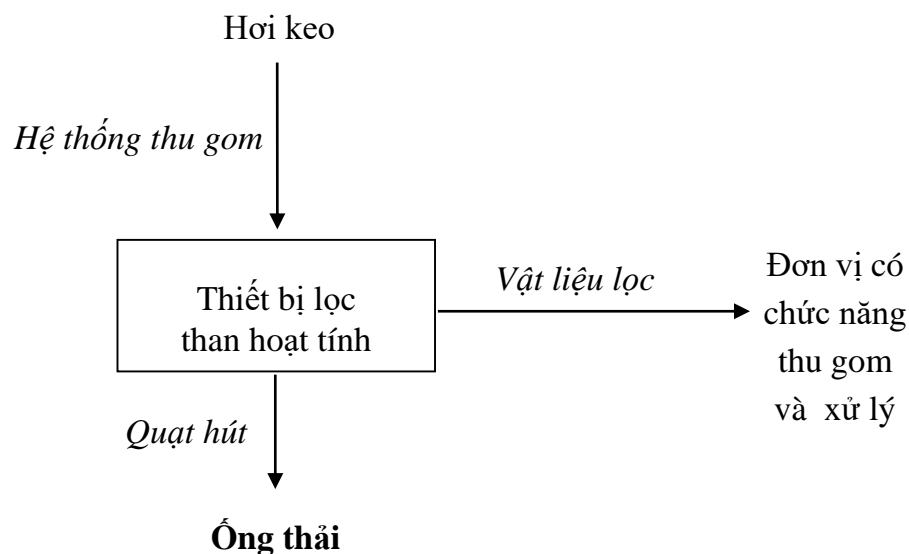 Hơi keo
Hệ thống thu gom
Thiết bị lọc
than hoạt tính
Vật liệu lọc
Đơn vị có
chức năng
thu gom
và xử lý
Quạt hút
Ống thải